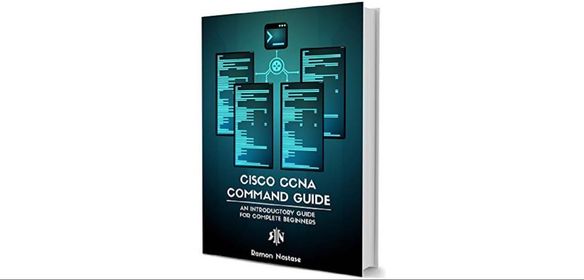 CISCO CCNA
COMMAND GUIDE
AN INTRODUCTORY GUIDE
FOR COMPLETE BEGINNERS
Ramon Nastase